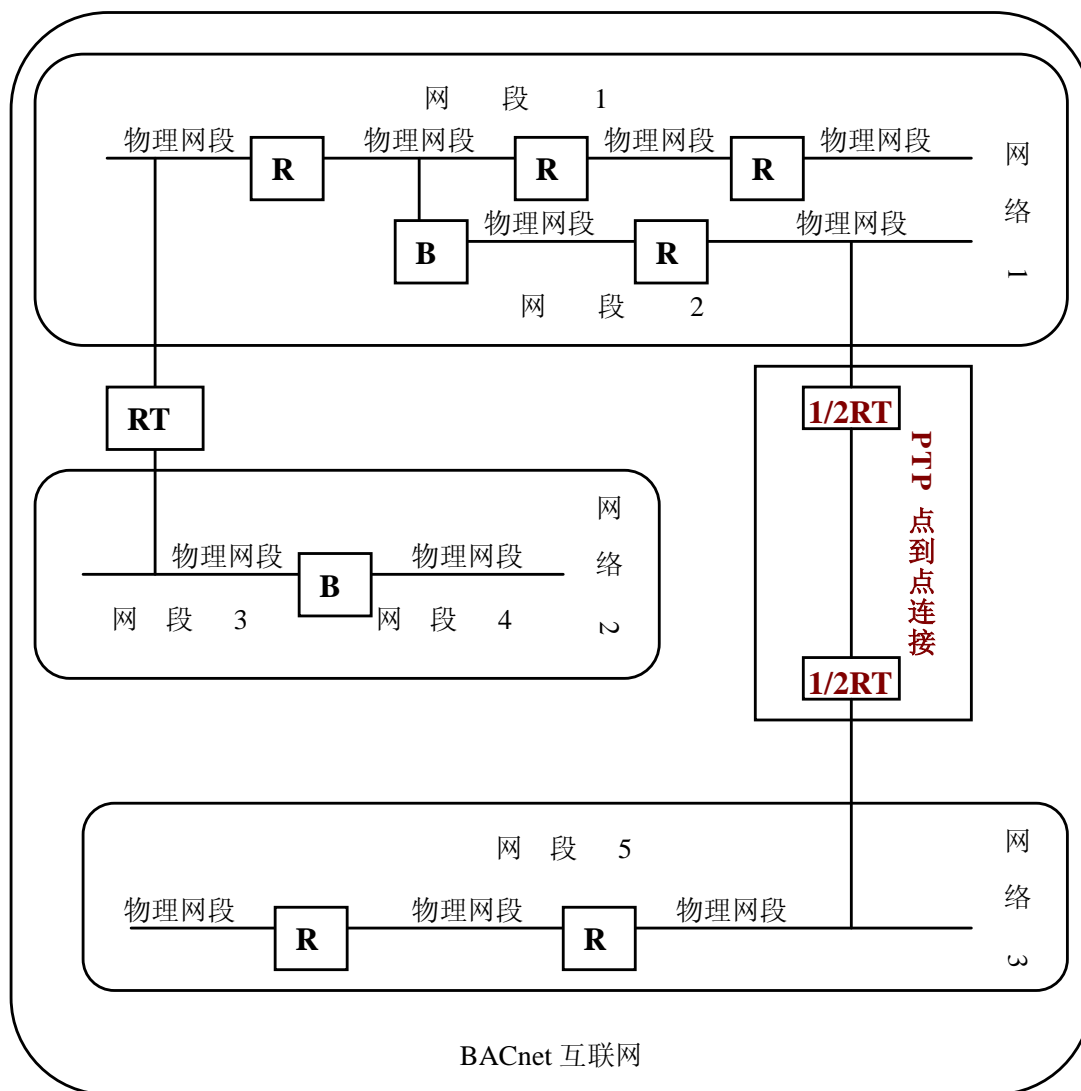 网 段 1
物理网段 物理网段 物理网段 物理网段
R R R
物理网段 物理网段
B R
网 段 2
网络 1
RT
1/2RT
PTP 点到点连接
1/2RT
物理网段 物理网段
B
网 段 3 网 段 4
网络 2
网 段 5
物理网段 物理网段 物理网段
R R
网络 3
BACnet 互联网